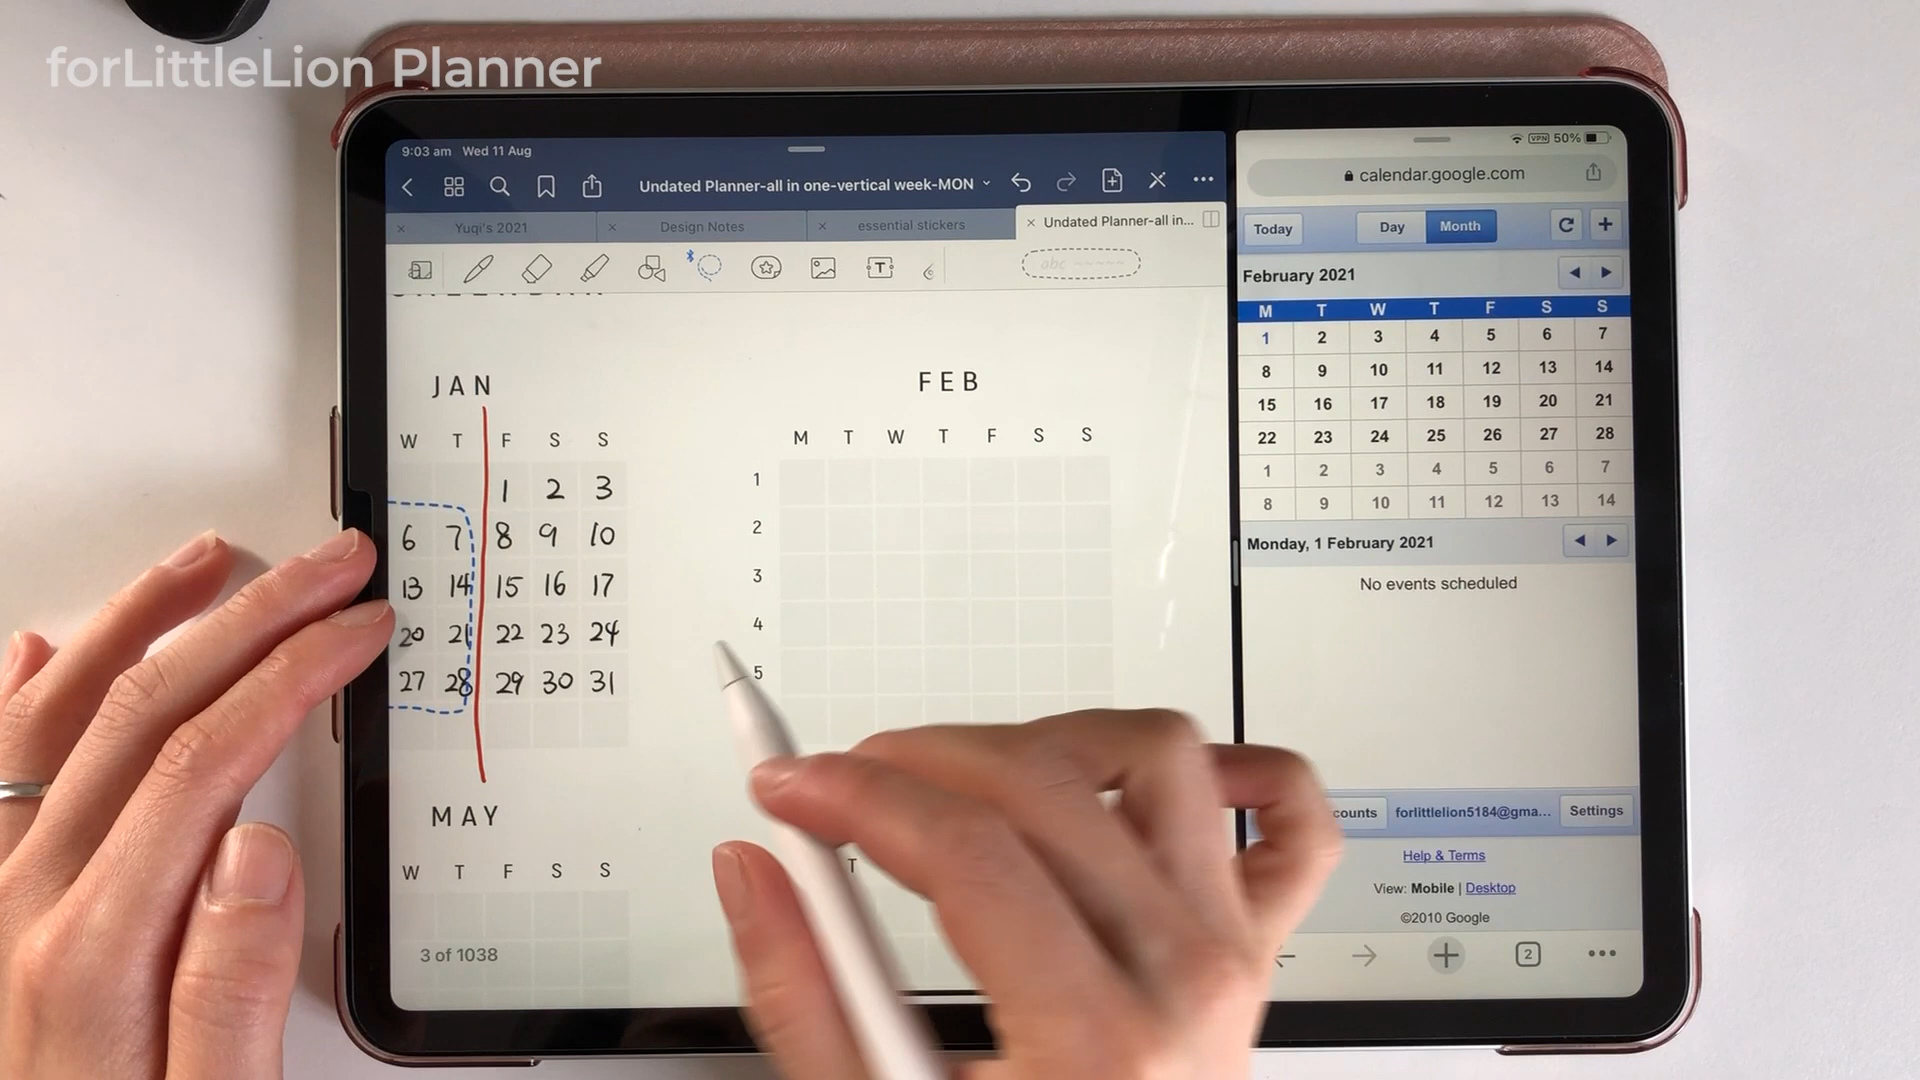 forLittleLion Planner
9:03 am Wed 11 Aug
Undated Planner-all in one-vertical week-MON
Yuqi's 2021
Design Notes
essential stickers
Undated Planner-all in...
T
abc
JAN
W T F S S
1 2 3
6 7 8 9 10
13 14 15 16 17
20 21 22 23 24
27 28 29 30 31
FEB
M T W T F S S
1
2
3
4
5
MAY
W T F S S
T
3 of 1038
VPN 50%
calendar.google.com
Today Day Month
February 2021
M T W T F S S
1 2 3 4 5 6 7
8 9 10 11 12 13 14
15 16 17 18 19 20 21
22 23 24 25 26 27 28
1 2 3 4 5 6 7
8 9 10 11 12 13 14
Monday, 1 February 2021
No events scheduled
counts forlittlelion5184@gma... Settings
Help & Terms
View: Mobile | Desktop
©2010 Google
2